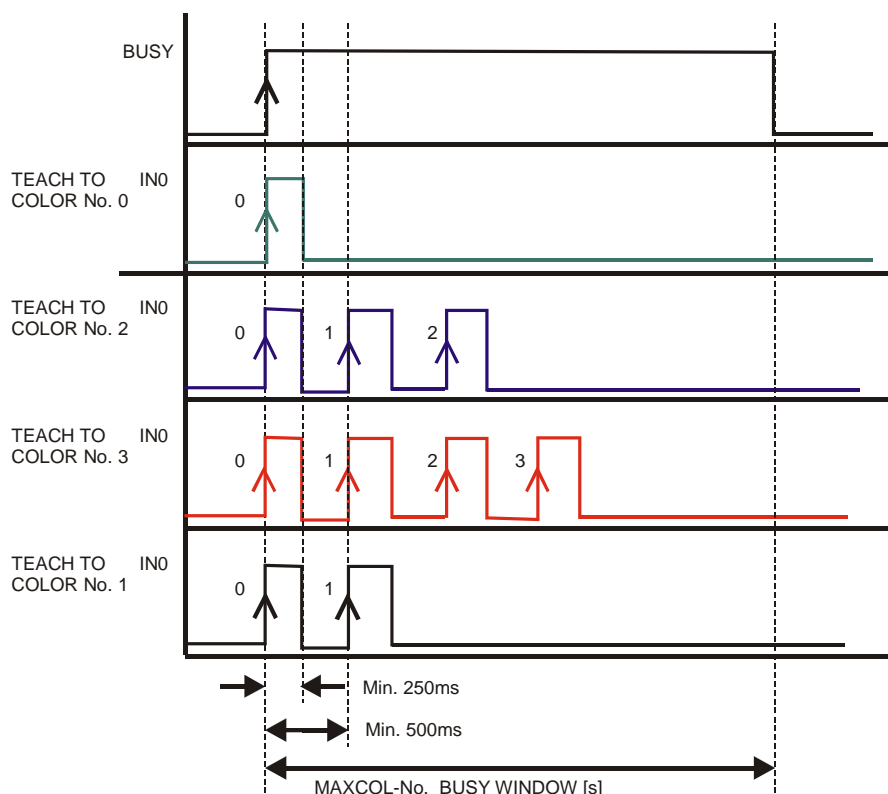 BUSY
TEACH TO IN0
COLOR No. 0
0
TEACH TO IN0
COLOR No. 2
0 1 2
TEACH TO IN0
COLOR No. 3
0 1 2 3
TEACH TO IN0
COLOR No. 1
0 1
Min. 250ms
Min. 500ms
MAXCOL-No. BUSY WINDOW [s]